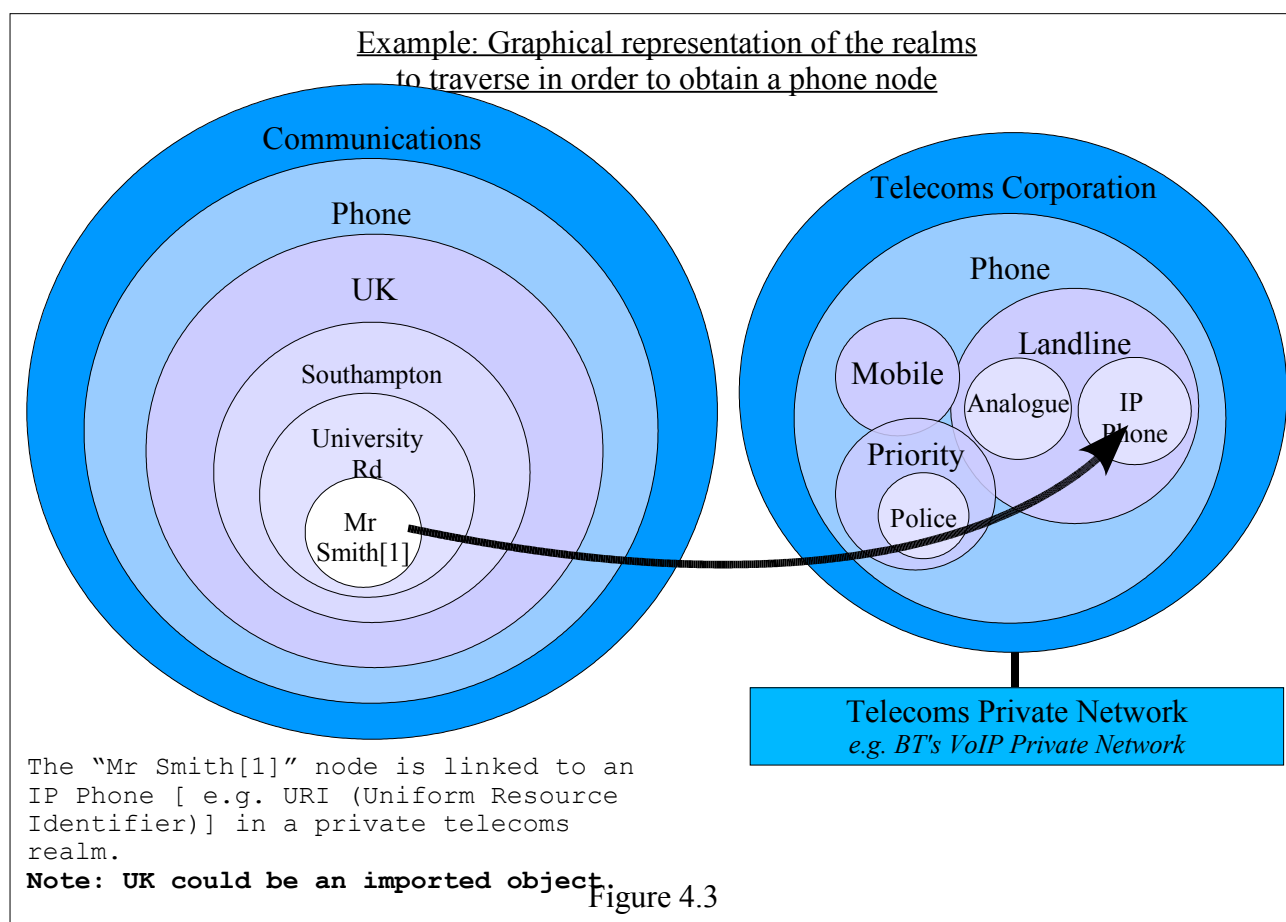 Example: Graphical representation of the realms
to traverse in order to obtain a phone node
Communications
Phone
UK
Southampton
University
Rd
Mr
Smith[1]
Telecoms Corporation
Phone
Landline
Mobile
Analogue
IP
Phone
Priority
Police
Telecoms Private Network
e.g. BT's VoIP Private Network
The “Mr Smith[1]” node is linked to an
IP Phone [ e.g. URI (Uniform Resource
Identifier)] in a private telecoms
realm.
Note: UK could be an imported object.
Figure 4.3